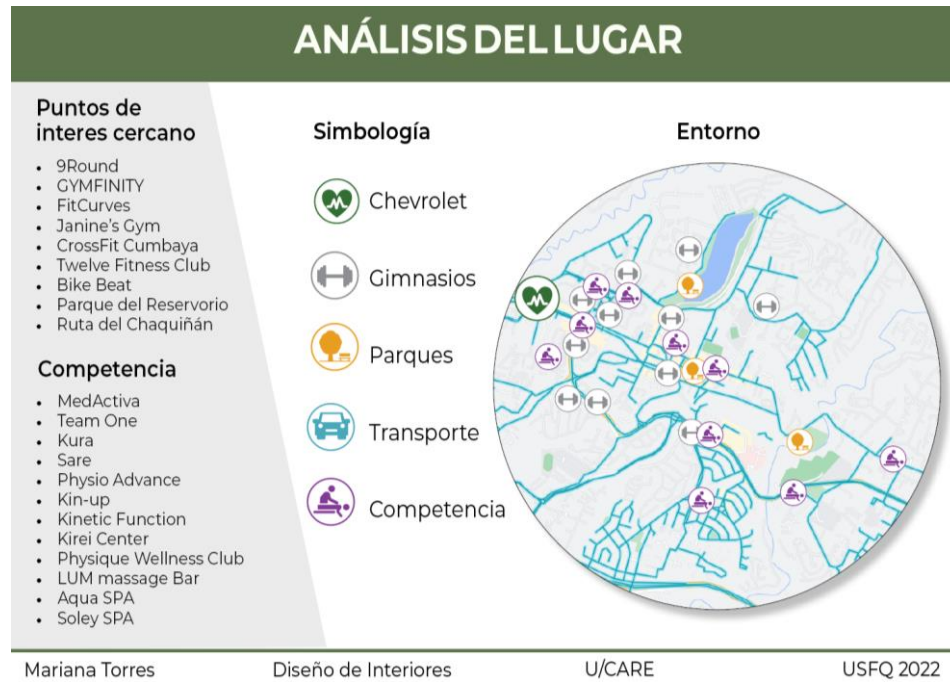 ANÁLISIS DEL LUGAR
Puntos de
interes cercano
• 9Round
• GYMFINITY
• FitCurves
• Janine's Gym
• CrossFit Cumbaya
• Twelve Fitness Club
• Bike Beat
• Parque del Reservorio
• Ruta del Chaquiñán
Competencia
• MedActiva
• Team One
• Kura
• Sare
• Physio Advance
• Kin-up
• Kinetic Function
• Kirei Center
• Physique Wellness Club
• LUM massage Bar
• Aqua SPA
• Soley SPA
Simbología
Chevrolet
Gimnasios
Parques
Transporte
Competencia
Entorno
Mariana Torres
Diseño de Interiores
U/CARE
USFQ 2022